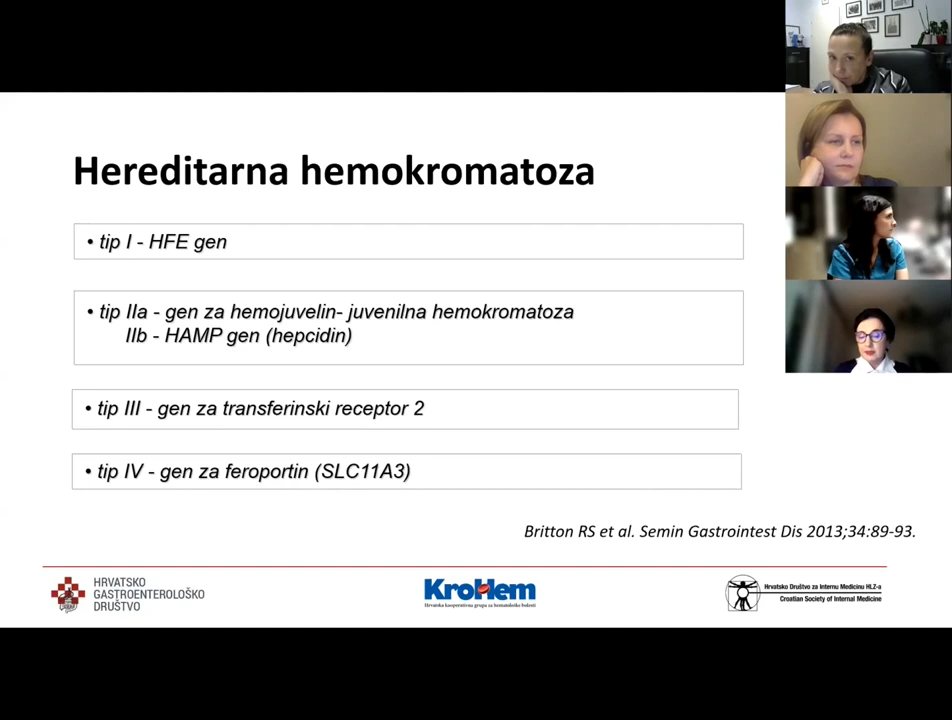 Hereditarna hemokromatoza
• tip I - HFE gen
• tip IIa - gen za hemojuvelin- juvenilna hemokromatoza
IIb - HAMP gen (hepcidin)
• tip III - gen za transferinski receptor 2
• tip IV - gen za feroportin (SLC11A3)
Britton RS et al. Semin Gastrointest Dis 2013;34:89-93.
HRVATSKO
GASTROENTEROLOŠKO
DRUŠTVO
KroHem
Hrvatska kooperativna grupa za hematološke bolesti
Hrvatsko Društvo za Internu Medicinu HLZ-a
Croatian Society of Internal Medicine